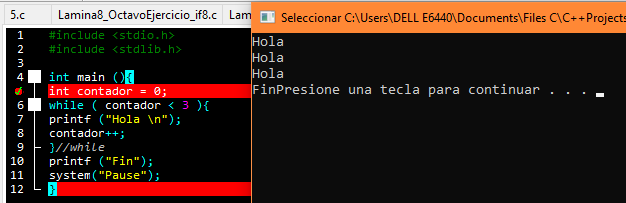 5.c
Lamina8_OctavoEjercicio_if8.c
Lam
1 #include <stdio.h>
2 #include <stdlib.h>
3
4 int main (){
5 int contador = 0;
6 while ( contador < 3 ){
7 printf ("Hola \n");
8 contador++;
9 }//while
10 printf ("Fin");
11 system("Pause");
12 }
Seleccionar C:\Users\DELL E6440\Documents\Files C\C++Projects
Hola
Hola
Hola
FinPresione una tecla para continuar . . .